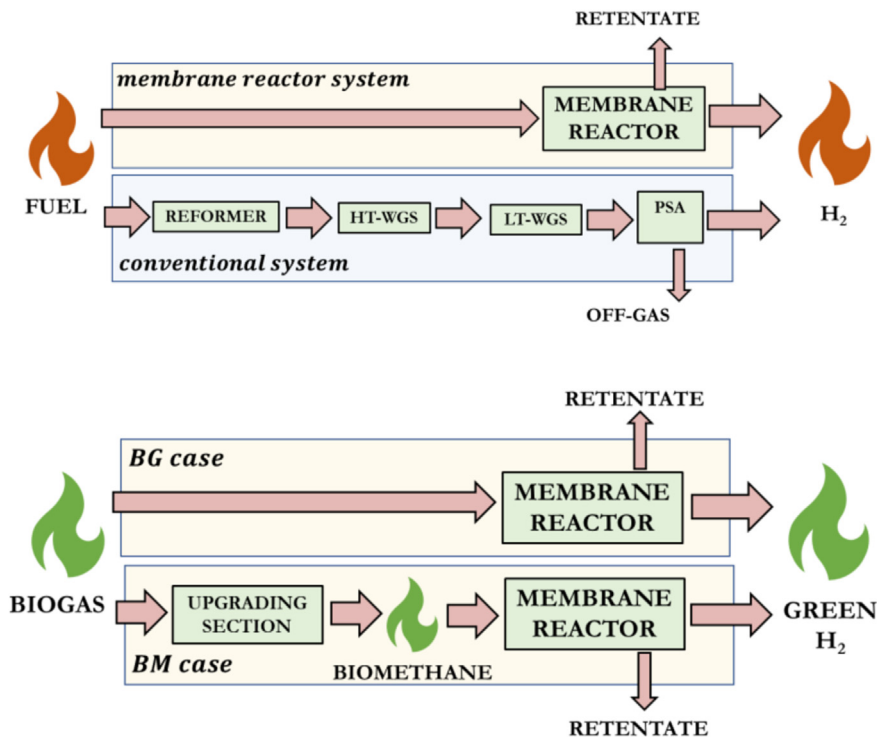 RETENTATE
membrane reactor system
MEMBRANE
REACTOR
FUEL
H₂
REFORMER
HT-WGS
LT-WGS
PSA
conventional system
OFF-GAS
RETENTATE
BG case
MEMBRANE
REACTOR
BIOGAS
GREEN
H₂
UPGRADING
SECTION
BIOMETHANE
MEMBRANE
REACTOR
BM case
RETENTATE